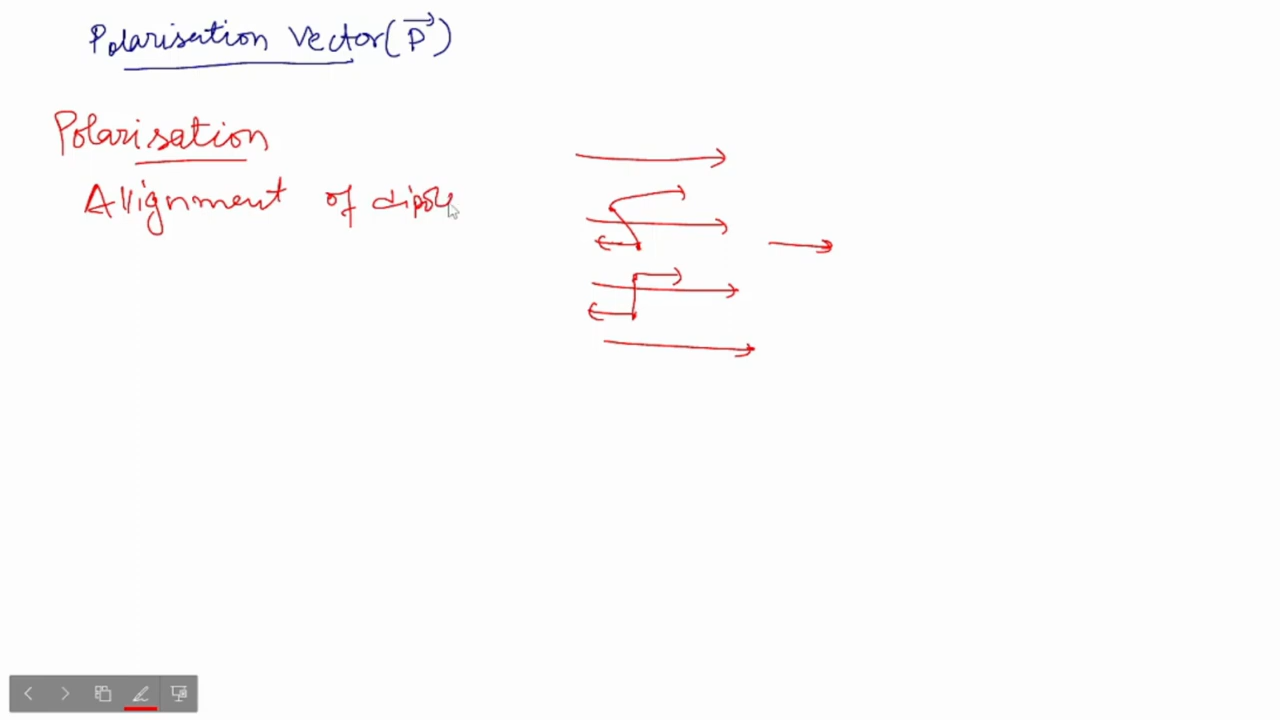 Polarisation Vector (P⃗)
Polarisation
Allignment of dipole